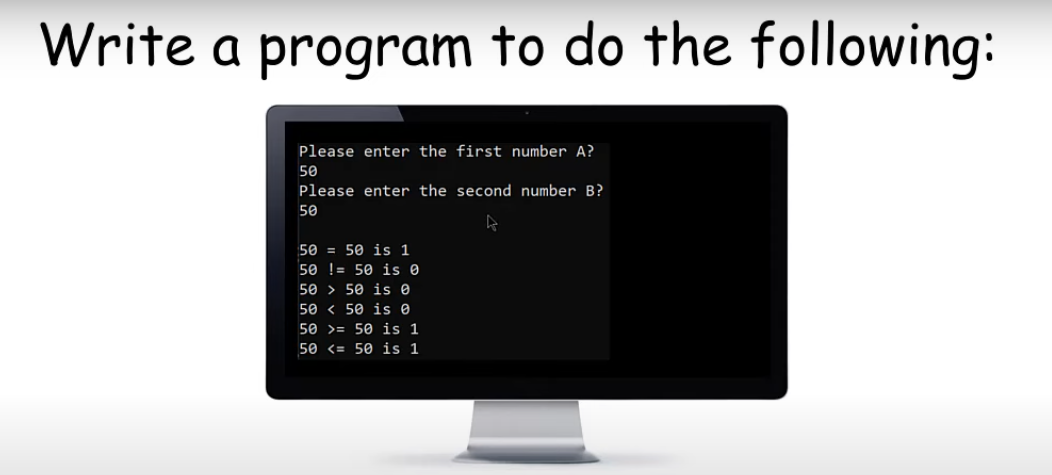 Write a program to do the following:
Please enter the first number A?
50
Please enter the second number B?
50
50 = 50 is 1
50 != 50 is 0
50 > 50 is 0
50 < 50 is 0
50 >= 50 is 1
50 <= 50 is 1